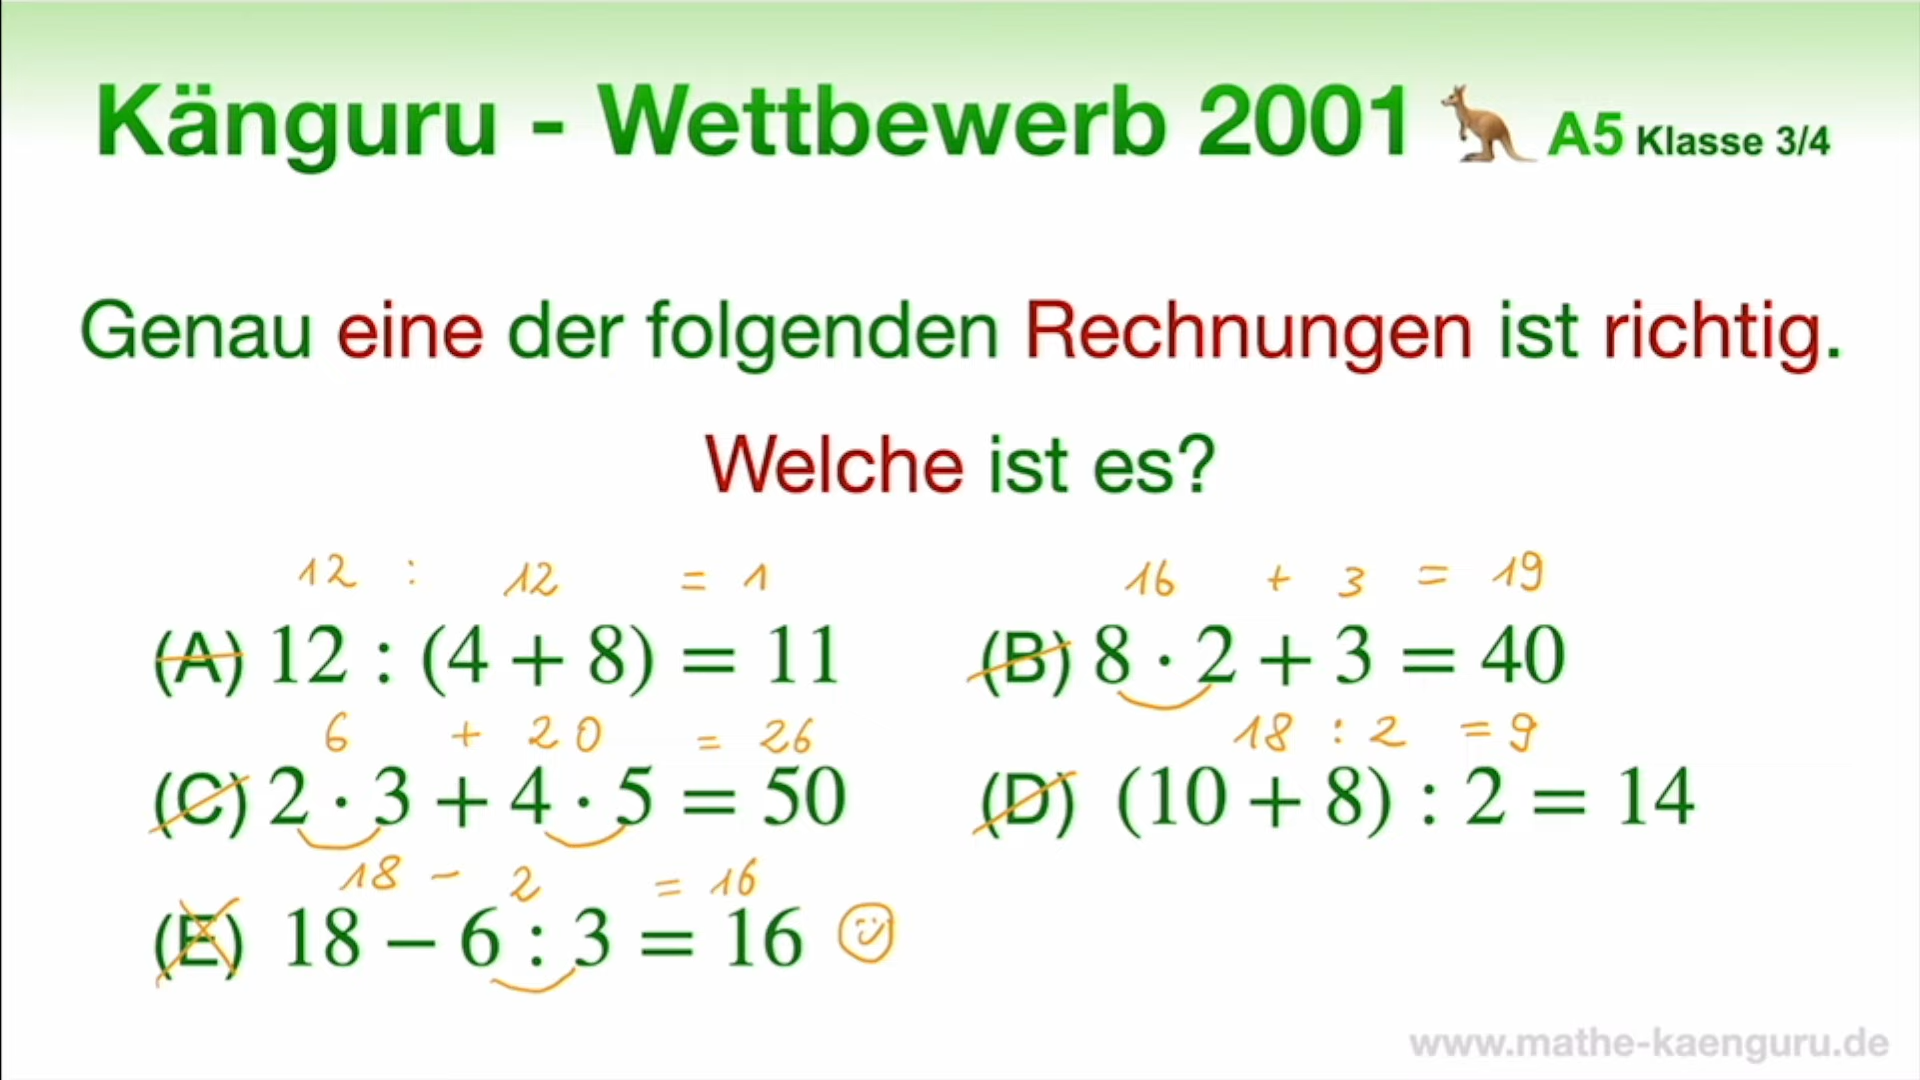 Känguru - Wettbewerb 2001 A5 Klasse 3/4
Genau eine der folgenden Rechnungen ist richtig.
Welche ist es?
12 : 12 = 1
16 + 3 = 19
(A) 12 : (4 + 8) = 11
(B) 8 · 2 + 3 = 40
6 + 20 = 26
18 : 2 = 9
(C) 2 · 3 + 4 · 5 = 50
(D) (10 + 8) : 2 = 14
18 - 2 = 16
(E) 18 − 6 : 3 = 16
www.mathe-kaenguru.de